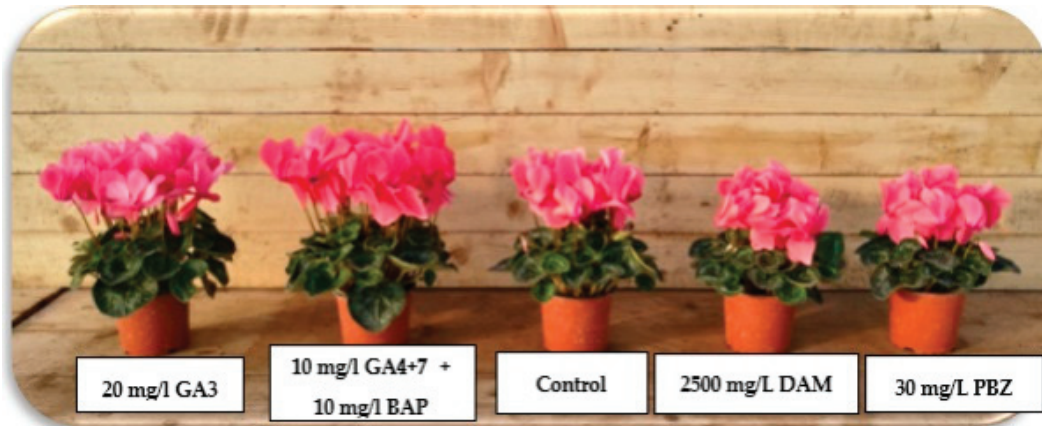 20 mg/l GA3
10 mg/l GA4+7 +
10 mg/l BAP
Control
2500 mg/L DAM
30 mg/L PBZ